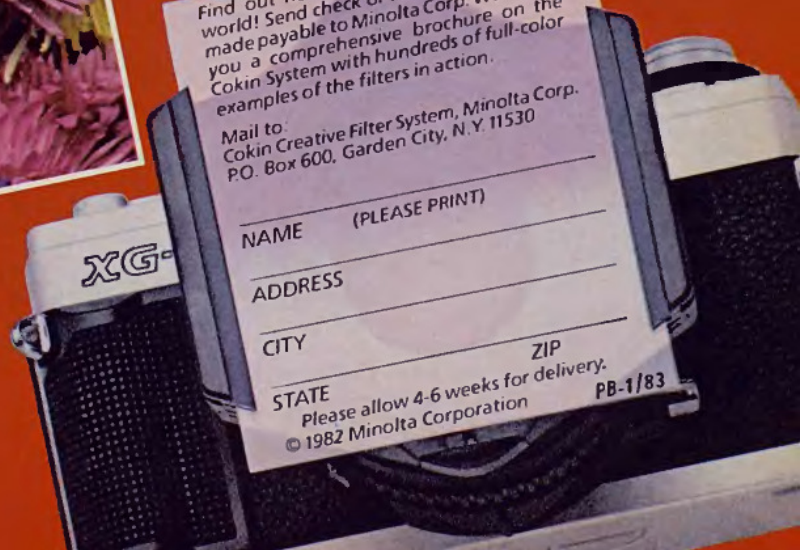 Find out
world! Send check
made payable to Minolta Corp.
you a comprehensive brochure on the
Cokin System with hundreds of full-color
examples of the filters in action.
Mail to:
Cokin Creative Filter System, Minolta Corp.
P.O. Box 600, Garden City, N.Y. 11530
NAME (PLEASE PRINT)
ADDRESS
CITY
STATE ZIP
Please allow 4-6 weeks for delivery.
© 1982 Minolta Corporation PB-1/83
XG-